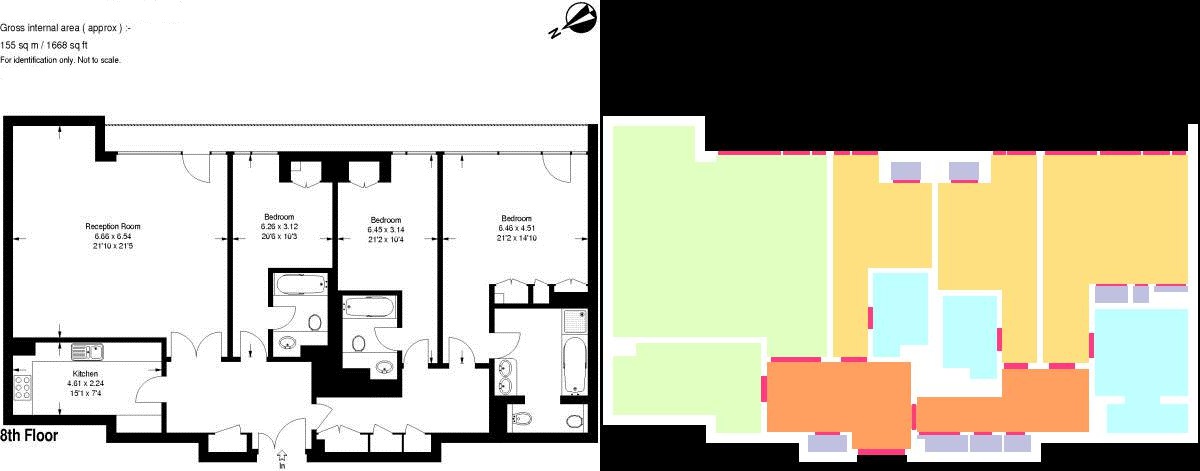 Gross internal area ( approx ) :-
155 sq m / 1668 sq ft
For identification only. Not to scale.
N
Reception Room
6.66 x 6.54
21'10 x 21'5
Bedroom
6.26 x 3.12
20'6 x 10'3
Bedroom
6.45 x 3.14
21'2 x 10'4
Bedroom
6.46 x 4.51
21'2 x 14'10
Kitchen
4.61 x 2.24
15'1 x 7'4
8th Floor
In